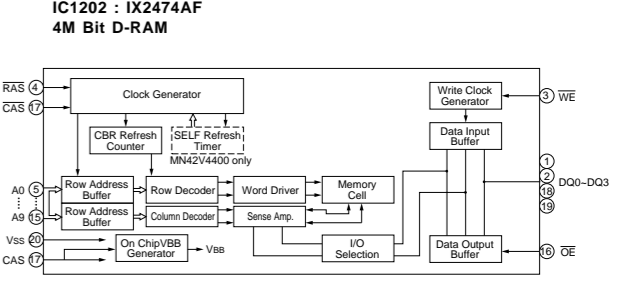 IC1202 : IX2474AF
4M Bit D-RAM
RAS 4
CAS 17
Clock Generator
Write Clock
Generator
3 WE
CBR Refresh
Counter
SELF Refresh
Timer
MN42V4400 only
Data Input
Buffer
1
2 DQ0~DQ3
18
19
A0 5
Row Address
Buffer
Row Decoder
Word Driver
Memory
Cell
A9 15
Row Address
Buffer
Column Decoder
Sense Amp.
Vss 20
CAS 17
On ChipVBB
Generator
VBB
I/O
Selection
Data Output
Buffer
16 OE